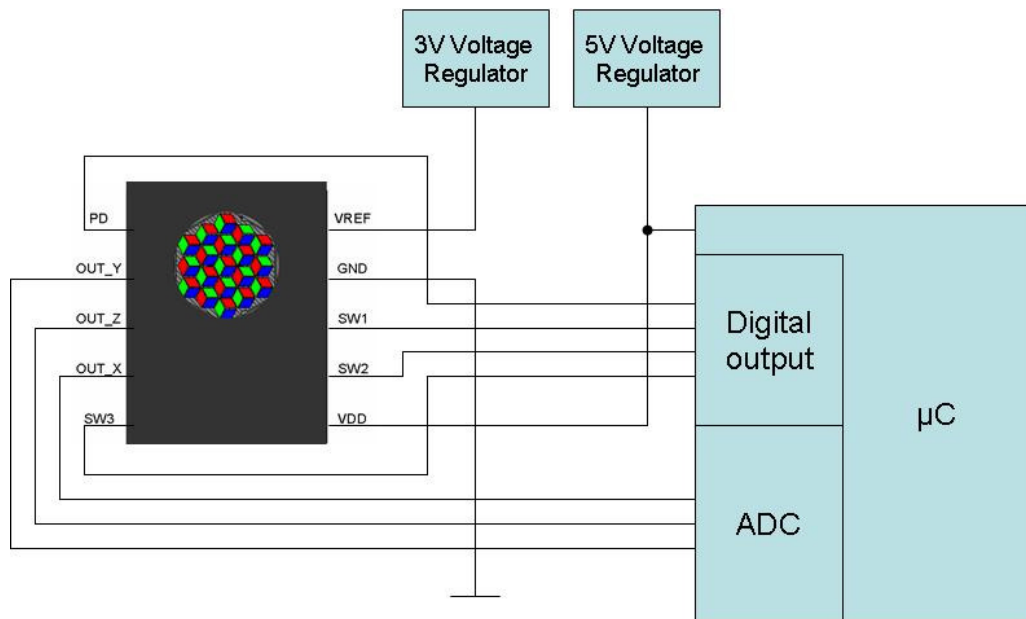 3V Voltage
Regulator
5V Voltage
Regulator
PD
VREF
OUT_Y
GND
OUT_Z
SW1
OUT_X
SW2
SW3
VDD
Digital
output
µC
ADC